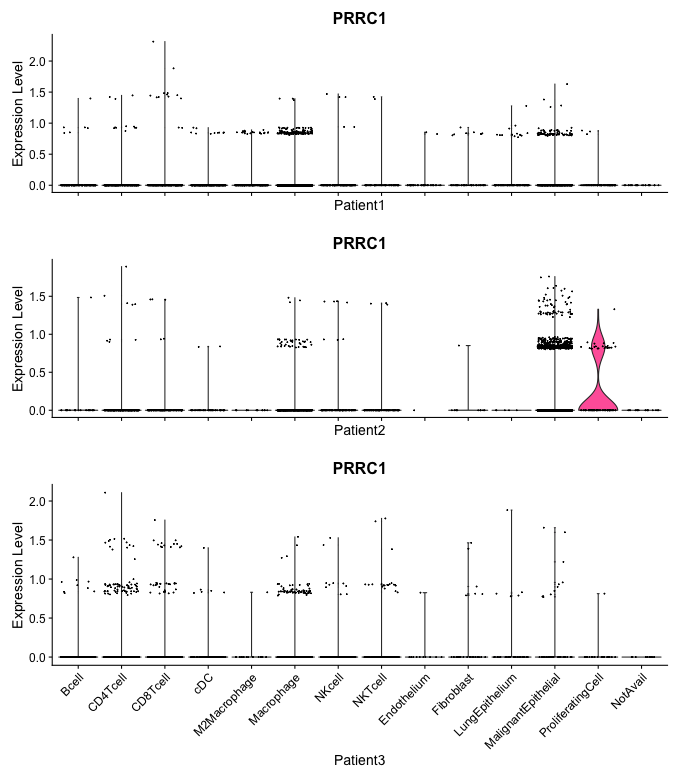 PRRC1
Expression Level
2.0
1.5
1.0
0.5
0.0
Patient1
PRRC1
Expression Level
1.5
1.0
0.5
0.0
Patient2
PRRC1
Expression Level
2.0
1.5
1.0
0.5
0.0
Bcell
CD4Tcell
CD8Tcell
cDC
M2Macrophage
Macrophage
NKcell
NKTcell
Endothelium
Fibroblast
LungEpithelium
MalignantEpithelial
ProliferatingCell
NotAvail
Patient3